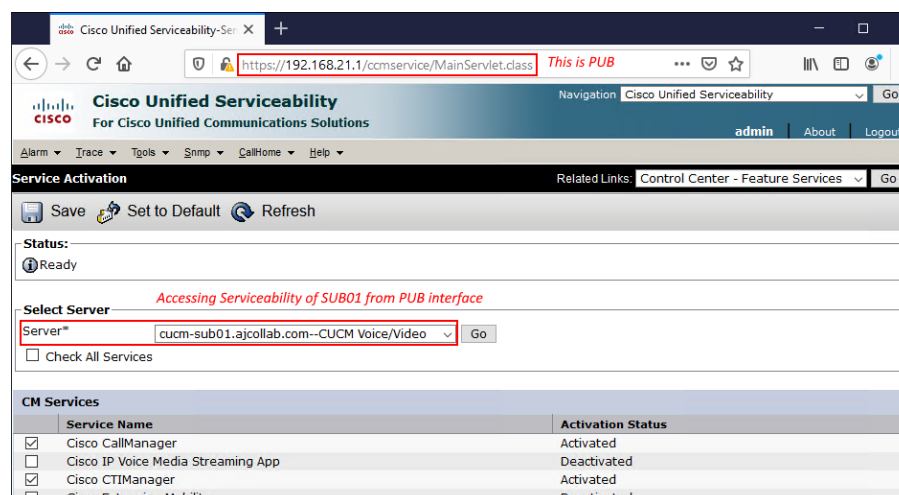 Cisco Unified Serviceability-Ser
https://192.168.21.1/ccmservice/MainServlet.class This is PUB
cisco
Cisco Unified Serviceability
For Cisco Unified Communications Solutions
Navigation Cisco Unified Serviceability Go
admin About Logout
Alarm Trace Tools Snmp CallHome Help
Service Activation Related Links: Control Center - Feature Services Go
Save Set to Default Refresh
Status:
Ready
Accessing Serviceability of SUB01 from PUB interface
Select Server
Server* cucm-sub01.ajcollab.com--CUCM Voice/Video Go
Check All Services
CM Services
Service Name Activation Status
Cisco CallManager Activated
Cisco IP Voice Media Streaming App Deactivated
Cisco CTIManager Activated